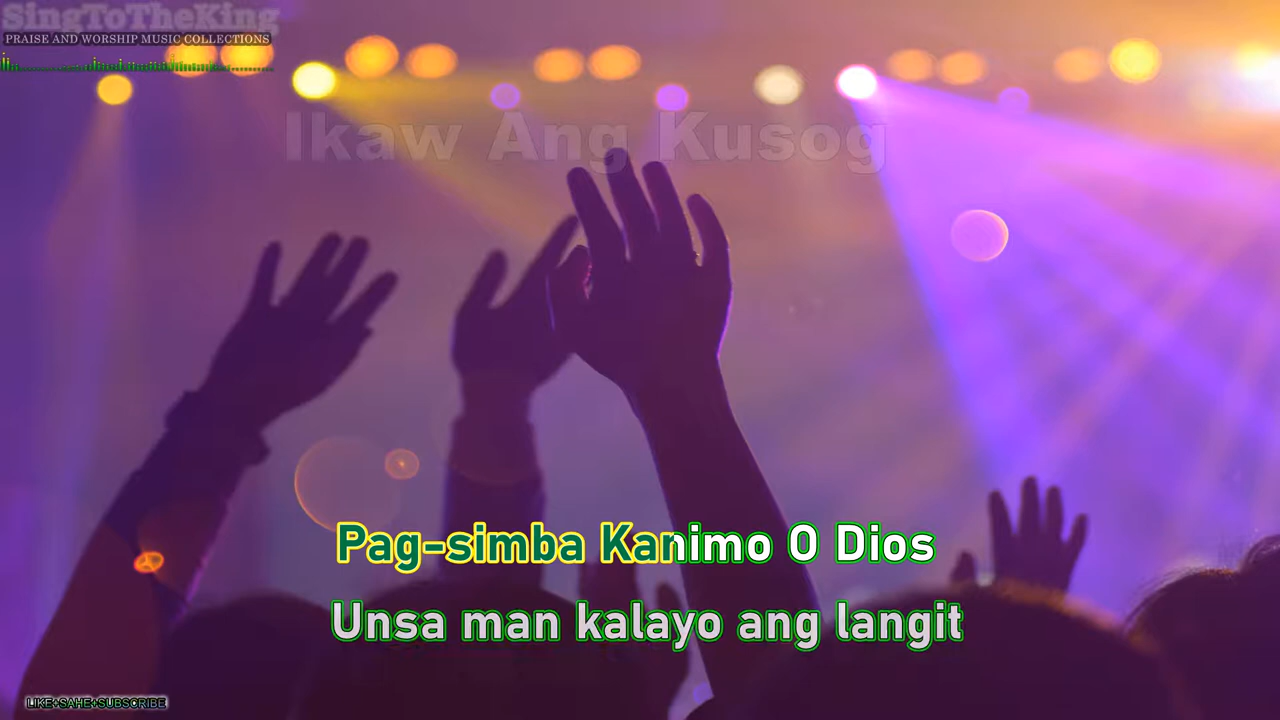 SingToTheKing
PRAISE AND WORSHIP MUSIC COLLECTIONS
Ikaw Ang Kusog
Pag-simba Kanimo O Dios
Unsa man kalayo ang langit
LIKE+SAHE+SUBSCRIBE